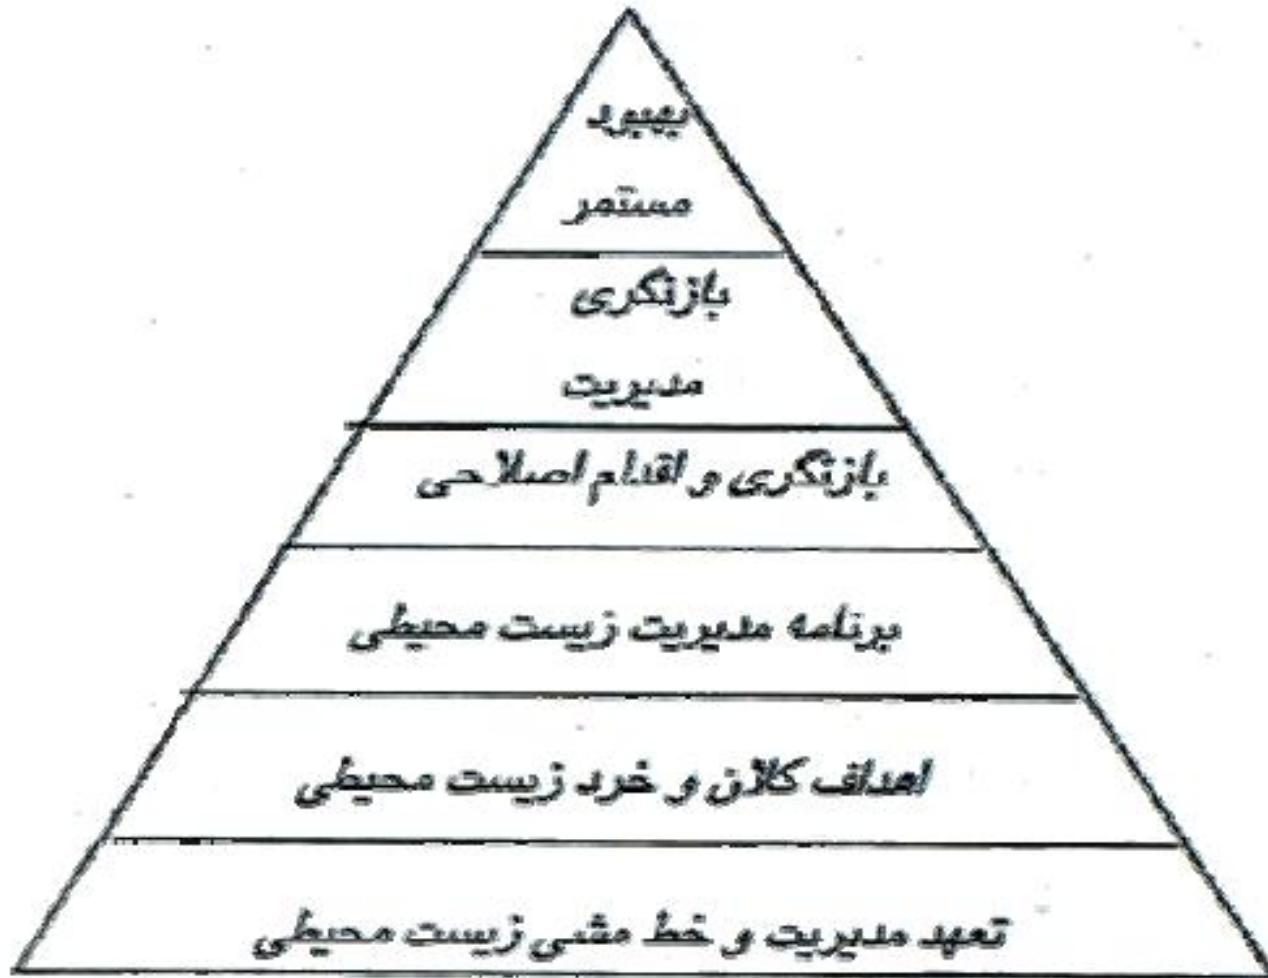 بهبود
مستمر
بازنگری
مدیریت
بازنگری و اقدام اصلاحی
برنامه مدیریت زیست محیطی
اهداف کلان و خرد زیست محیطی
تعهد مدیریت و خط مشی زیست محیطی